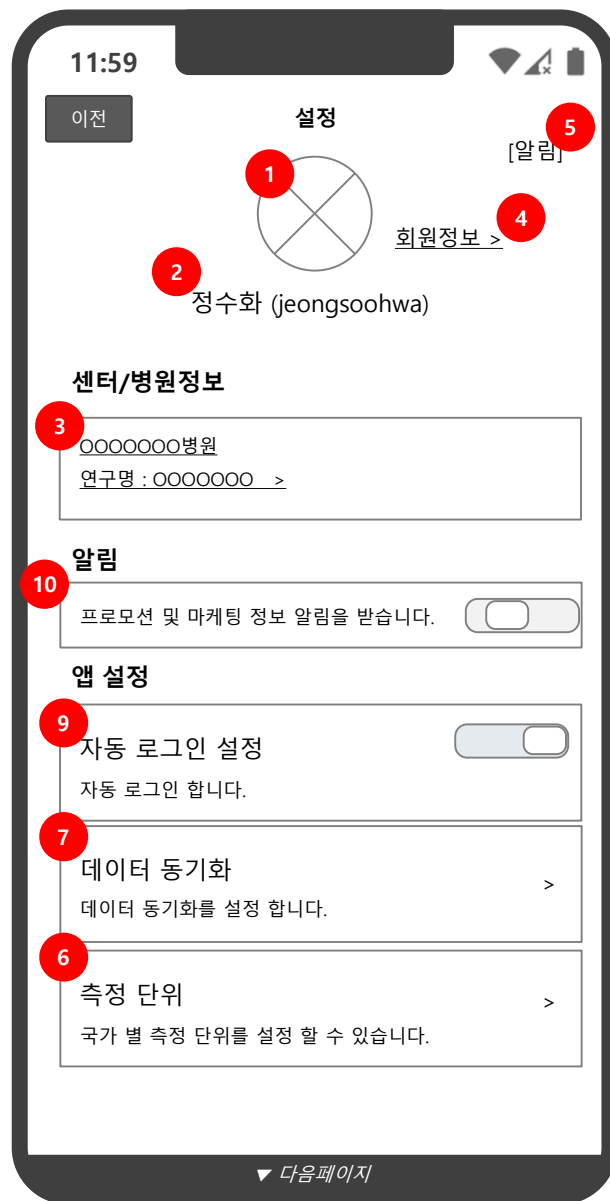 11:59
이전
설정
5
[알림]
1
4
회원정보 >
2
정수화 (jeongsoohwa)
센터/병원정보
3
OOOOOOO병원
연구명 : OOOOOOO >
알림
10
프로모션 및 마케팅 정보 알림을 받습니다.
앱 설정
9
자동 로그인 설정
자동 로그인 합니다.
7
데이터 동기화
>
데이터 동기화를 설정 합니다.
6
측정 단위
>
국가 별 측정 단위를 설정 할 수 있습니다.
▼ 다음페이지